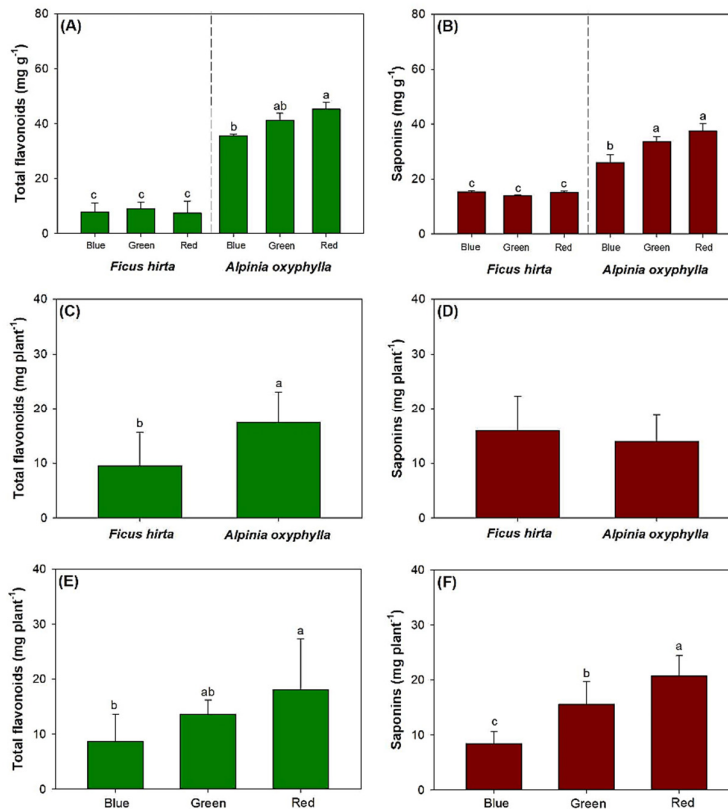 (A)
Total flavonoids (mg g⁻¹)
80
60
40
20
0
c c c b ab a
Blue Green Red Blue Green Red
Ficus hirta Alpinia oxyphylla
(B)
Saponins (mg g⁻¹)
80
60
40
20
0
c c c b a a
Blue Green Red Blue Green Red
Ficus hirta Alpinia oxyphylla
(C)
Total flavonoids (mg plant⁻¹)
40
30
20
10
0
b a
Ficus hirta Alpinia oxyphylla
(D)
Saponins (mg plant⁻¹)
40
30
20
10
0
Ficus hirta Alpinia oxyphylla
(E)
Total flavonoids (mg plant⁻¹)
40
30
20
10
0
b ab a
Blue Green Red
(F)
Saponins (mg plant⁻¹)
40
30
20
10
0
c b a
Blue Green Red